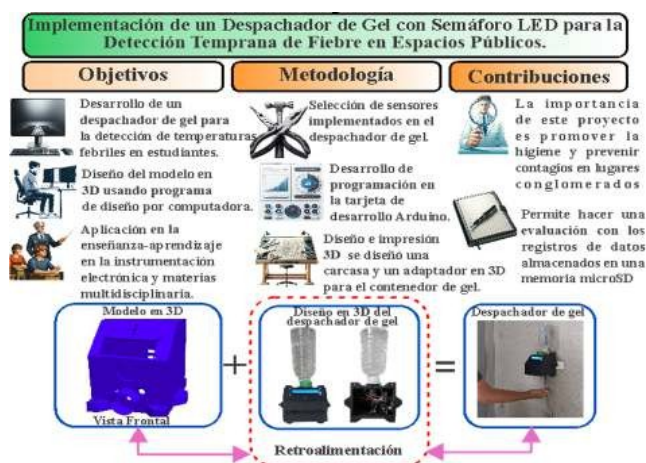 Implementación de un Despachador de Gel con Semáforo LED para la
Detección Temprana de Fiebre en Espacios Públicos.
Objetivos
Desarrollo de un
despachador de gel para
la detección de temperaturas
febriles en estudiantes.
Diseño del modelo en
3D usando programa
de diseño por computadora.
Aplicación en la
enseñanza-aprendizaje
en la instrumentación
electrónica y materias
multidisciplinaria.
Metodología
Selección de sensores
implementados en el
despachador de gel.
Desarrollo de
programación en
la tarjeta de
desarrollo Arduino.
Diseño e impresión
3D se diseñó una
carcasa y un adaptador en 3D
para el contenedor de gel.
Contribuciones
La importancia
de este proyecto
es promover la
higiene y prevenir
contagios en lugares
conglomerados
Permite hacer una
evaluación con los
registros de datos
almacenados en una
memoria microSD
Modelo en 3D
Vista Frontal
+
Diseño en 3D del
despachador de gel
=
Despachador de gel
Retroalimentación